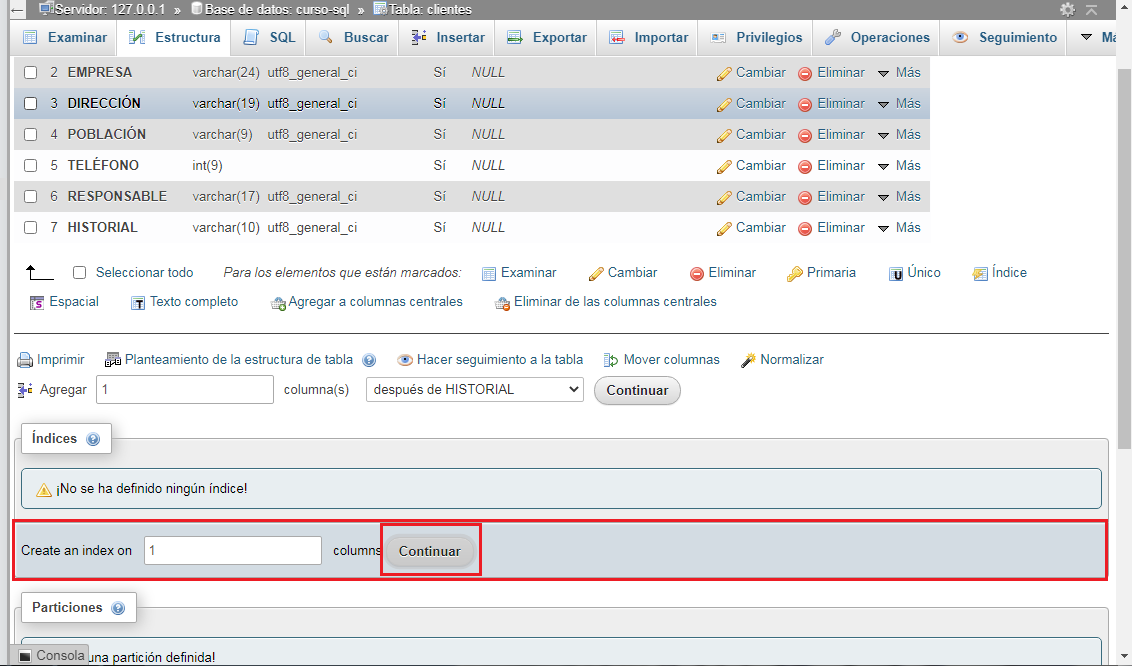 Servidor: 127.0.0.1 » Base de datos: curso-sql » Tabla: clientes
Examinar Estructura SQL Buscar Insertar Exportar Importar Privilegios Operaciones Seguimiento
2 EMPRESA varchar(24) utf8_general_ci Sí NULL Cambiar Eliminar Más
3 DIRECCIÓN varchar(19) utf8_general_ci Sí NULL Cambiar Eliminar Más
4 POBLACIÓN varchar(9) utf8_general_ci Sí NULL Cambiar Eliminar Más
5 TELÉFONO int(9) Sí NULL Cambiar Eliminar Más
6 RESPONSABLE varchar(17) utf8_general_ci Sí NULL Cambiar Eliminar Más
7 HISTORIAL varchar(10) utf8_general_ci Sí NULL Cambiar Eliminar Más
Seleccionar todo Para los elementos que están marcados: Examinar Cambiar Eliminar Primaria Único Índice
Espacial Texto completo Agregar a columnas centrales Eliminar de las columnas centrales
Imprimir Planteamiento de la estructura de tabla Hacer seguimiento a la tabla Mover columnas Normalizar
Agregar 1 columna(s) después de HISTORIAL Continuar
Índices
¡No se ha definido ningún índice!
Create an index on 1 columns Continuar
Particiones
Consola una partición definida!